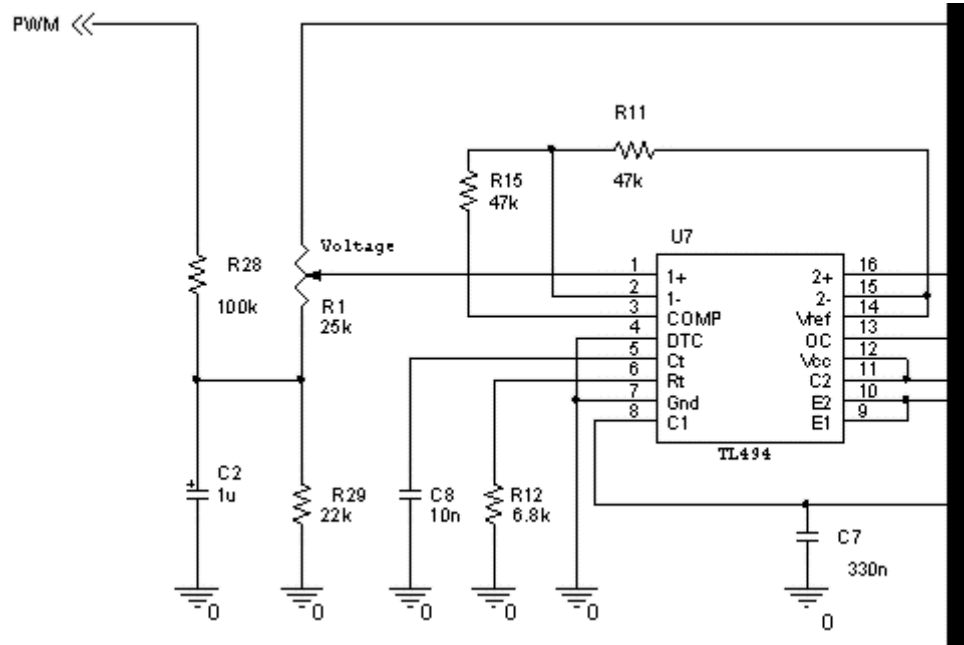 PWM
R11
47k
R15
47k
U7
Voltage
R28
100k
R1
25k
1
2
3
4
5
6
7
8
1+
1-
COMP
DTC
Ct
Rt
Gnd
C1
2+
2-
Vref
OC
Vcc
C2
E2
E1
16
15
14
13
12
11
10
9
TL494
C2
1u
R29
22k
C8
10n
R12
6.8k
C7
330n
0
0
0
0
0
0